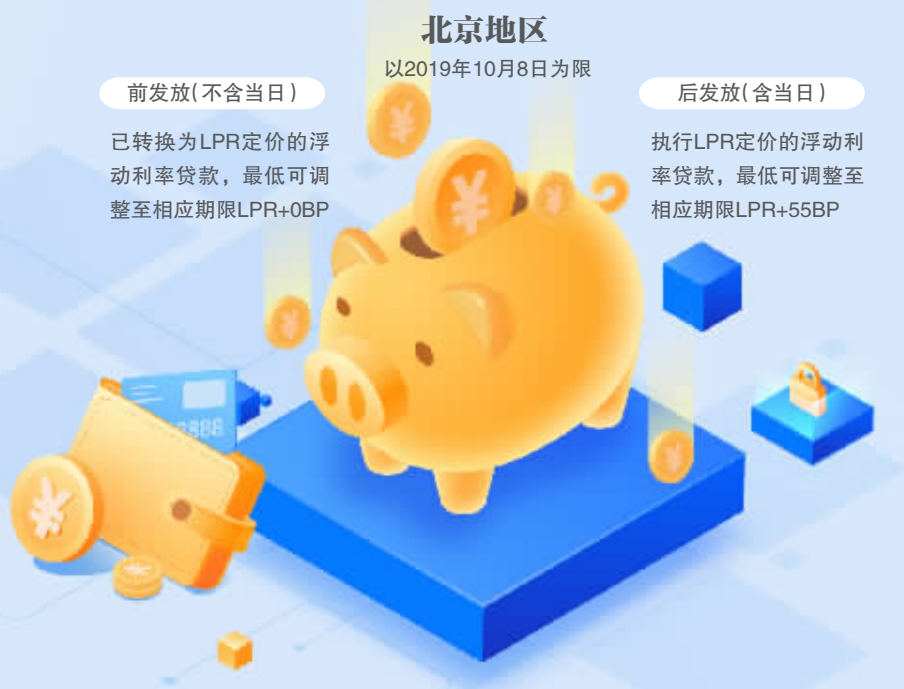 北京地区
以2019年10月8日为限
前发放(不含当日)
已转换为LPR定价的浮
动利率贷款，最低可调
整至相应期限LPR+0BP
后发放(含当日)
执行LPR定价的浮动利
率贷款，最低可调整至
相应期限LPR+55BP
¥
¥
¥
¥
¥
¥
8888